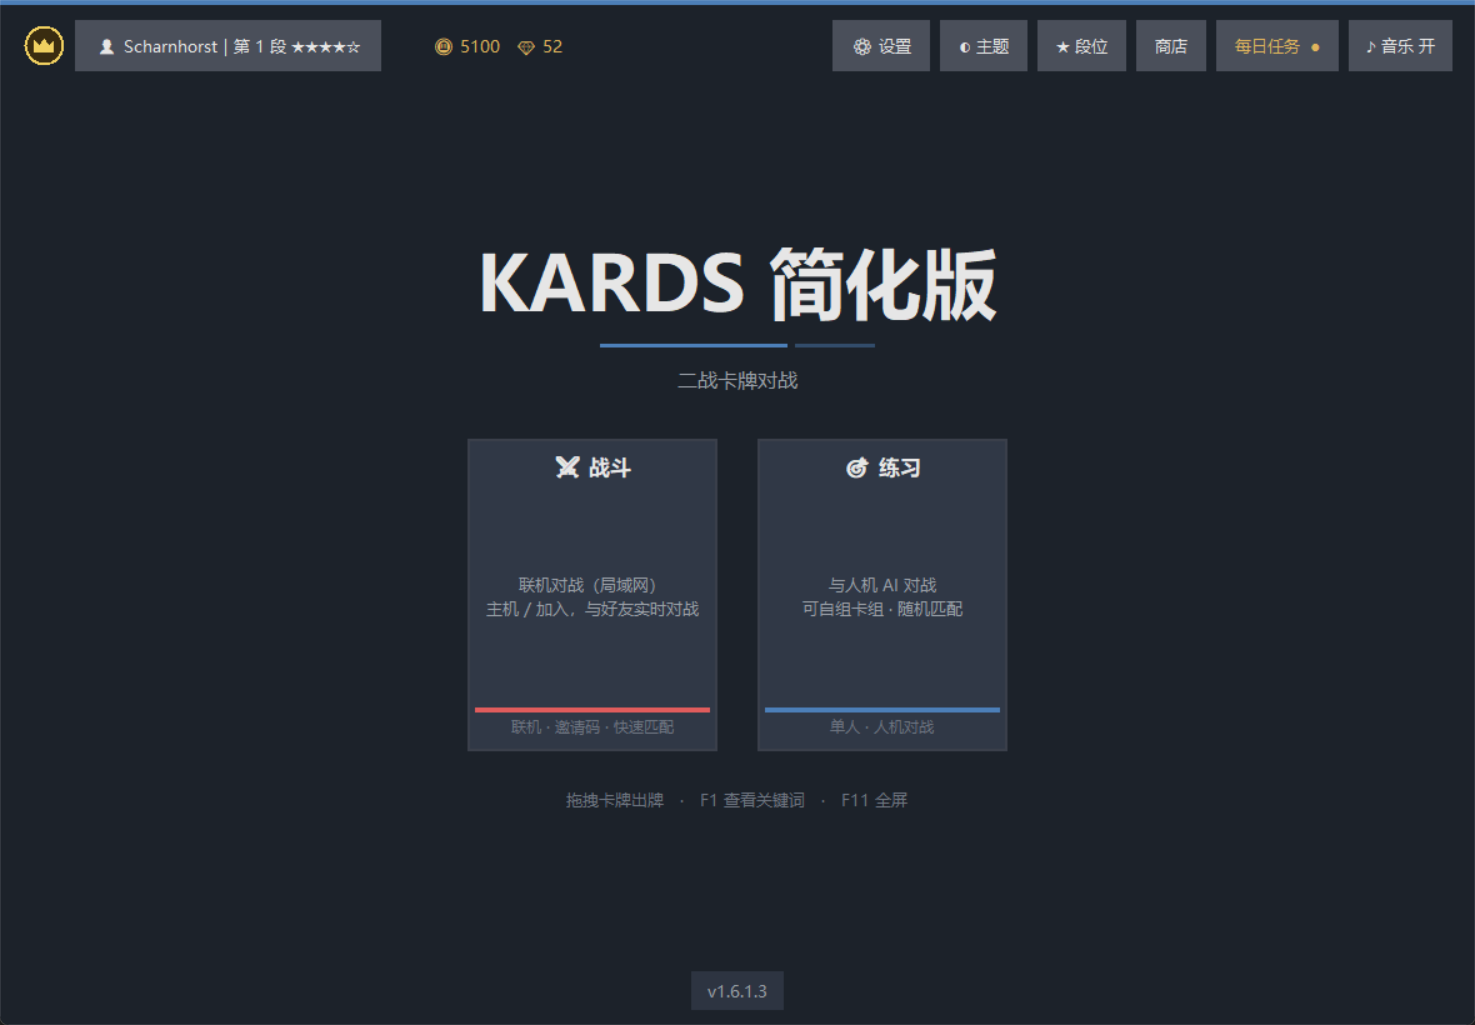 Scharnhorst | 第 1 段 ★★★★☆
5100
52
设置
主题
★ 段位
商店
每日任务 ●
♪ 音乐 开
KARDS 简化版
二战卡牌对战
战斗
联机对战（局域网）
主机 / 加入，与好友实时对战
联机 · 邀请码 · 快速匹配
练习
与人机 AI 对战
可自组卡组 · 随机匹配
单人 · 人机对战
拖拽卡牌出牌 · F1 查看关键词 · F11 全屏
v1.6.1.3